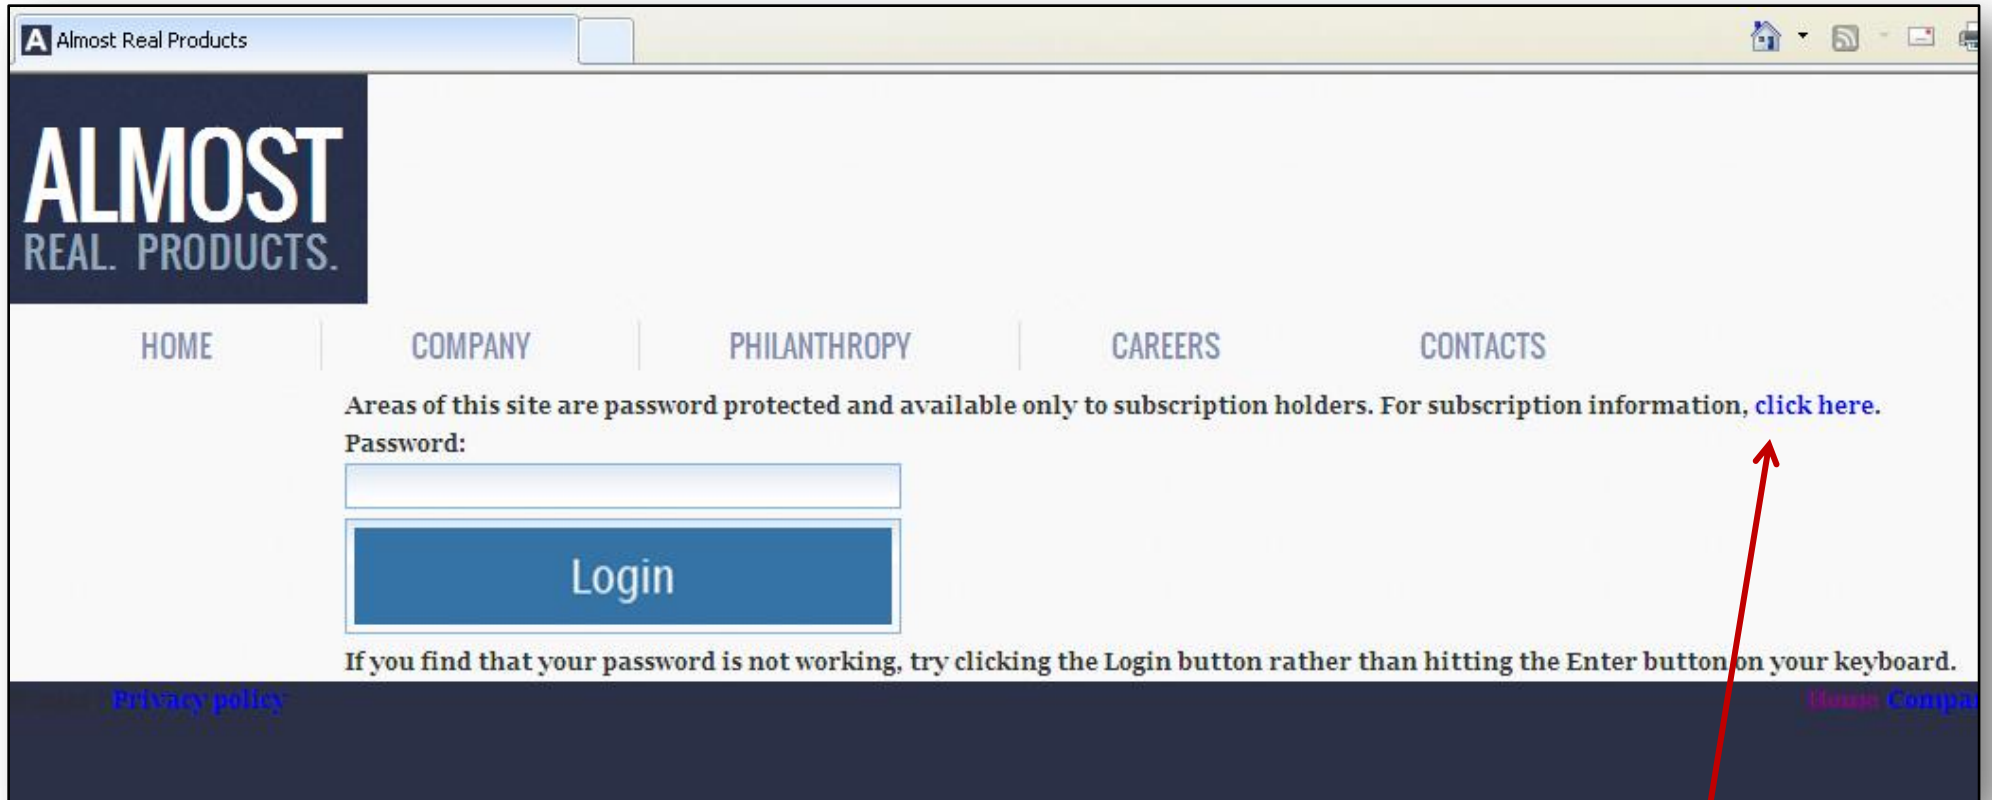 A Almost Real Products
ALMOST
REAL. PRODUCTS.
HOME COMPANY PHILANTHROPY CAREERS CONTACTS
Areas of this site are password protected and available only to subscription holders. For subscription information, click here.
Password:
Login
If you find that your password is not working, try clicking the Login button rather than hitting the Enter button on your keyboard.
Privacy policy Home